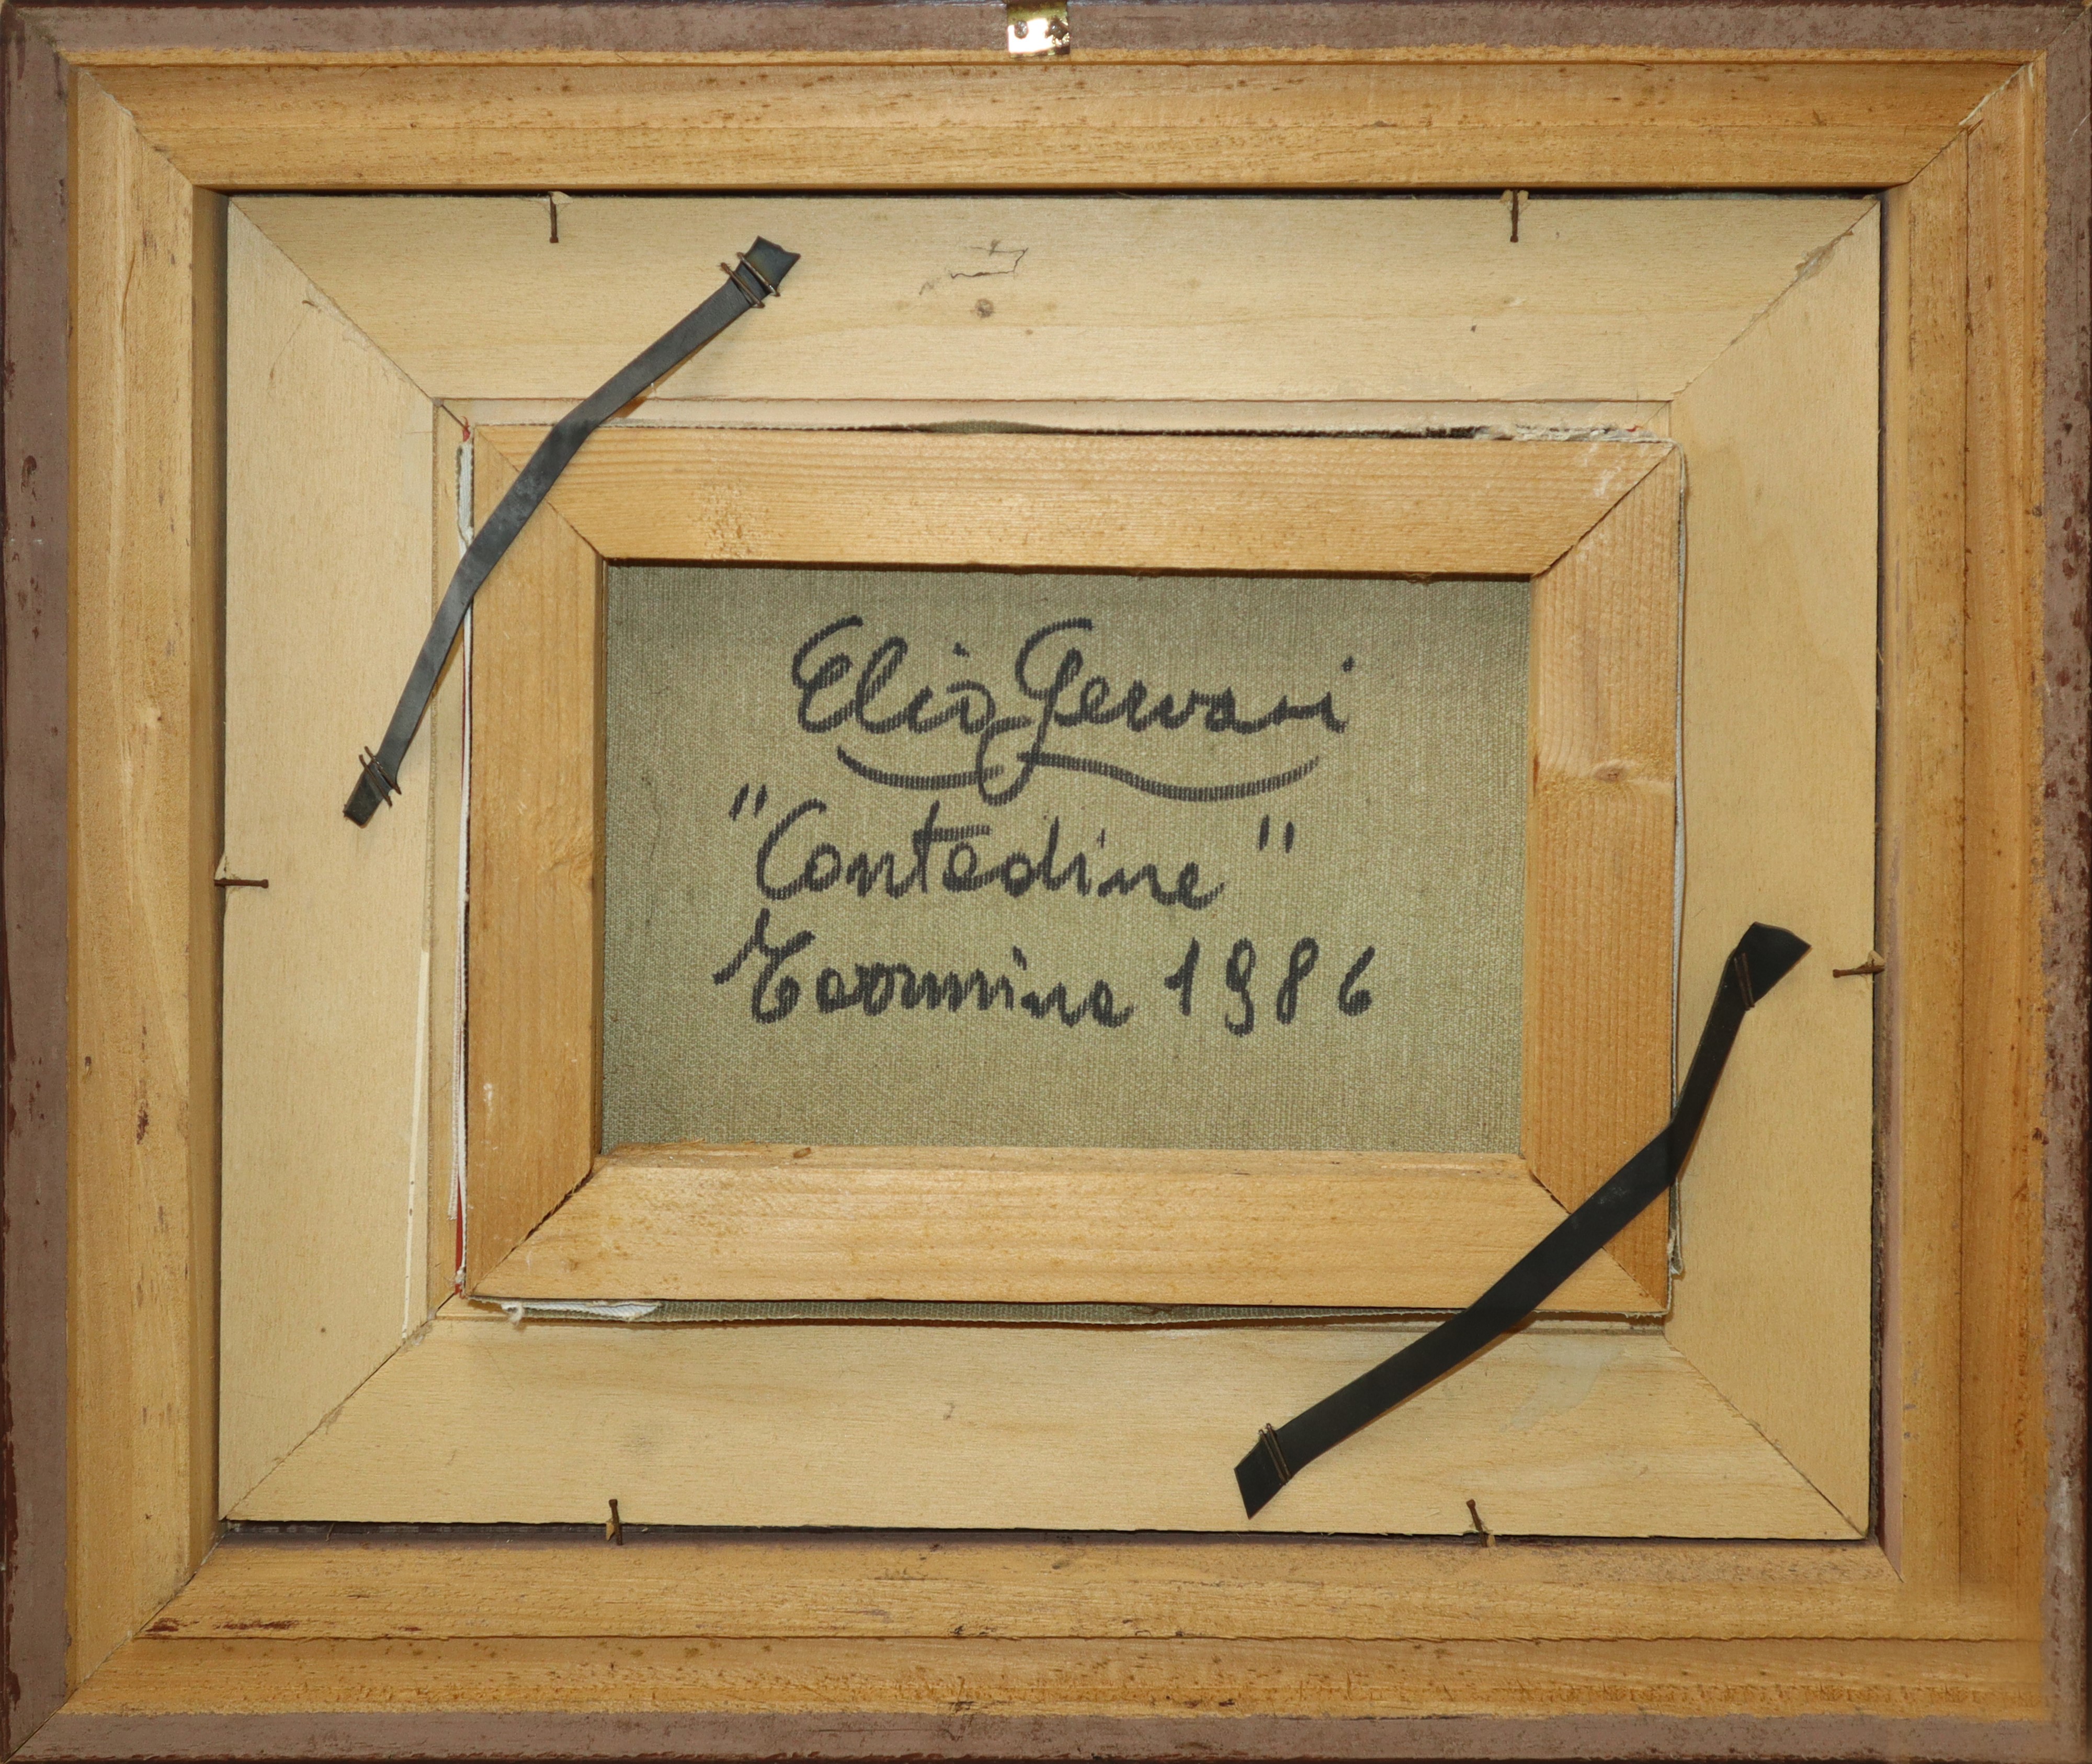 Elio Gervasi
"Contadine"
Taormina 1986